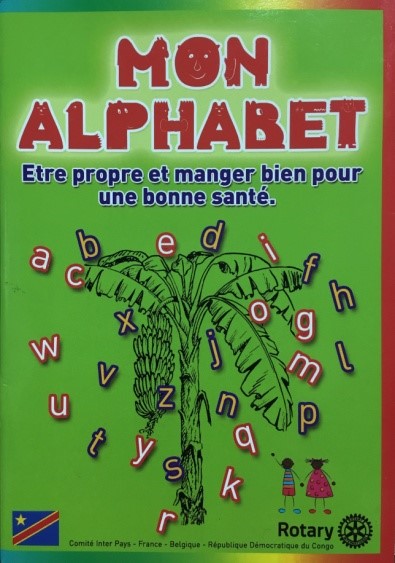 MON
ALPHABET
Etre propre et manger bien pour
une bonne santé.
b e d i
a c f h
x o g
w j m l
v z n p
u q
t y s k
r
Rotary
Comité Inter Pays - France - Belgique - République Démocratique du Congo